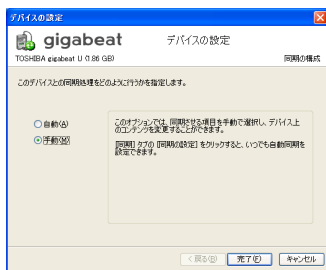 デバイスの設定
gigabeat
デバイスの設定
TOSHIBA gigabeat U (1.86 GB)
同期の構成
このデバイスとの同期処理をどのように行うかを指定します。
自動(A)
手動(M)
このオプションでは、同期させる項目を手動で選択し、デバイス上
のコンテンツを変更することができます。
[同期] タブの [同期の設定] をクリックすると、いつでも自動同期を
設定できます。
< 戻る(B)
完了(F)
キャンセル